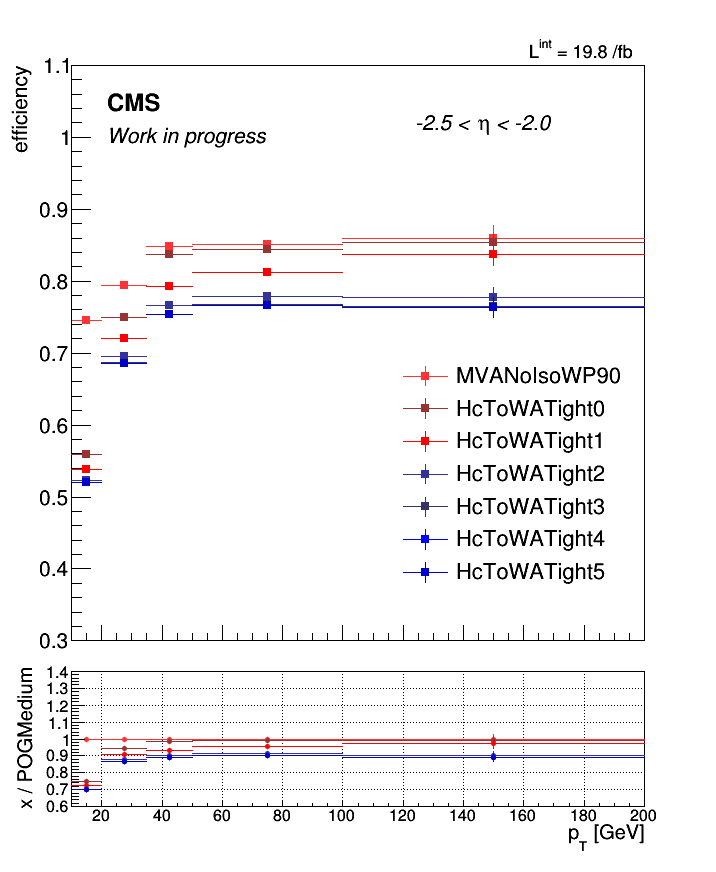 L^int = 19.8 /fb
efficiency
1.1
CMS
Work in progress
-2.5 < η < -2.0
1
0.9
0.8
0.7
0.6
0.5
0.4
0.3
MVANoIsoWP90
HcToWATight0
HcToWATight1
HcToWATight2
HcToWATight3
HcToWATight4
HcToWATight5
x / POGMedium
1.4
1.3
1.2
1.1
1
0.9
0.8
0.7
0.6
20 40 60 80 100 120 140 160 180 200
p_T [GeV]